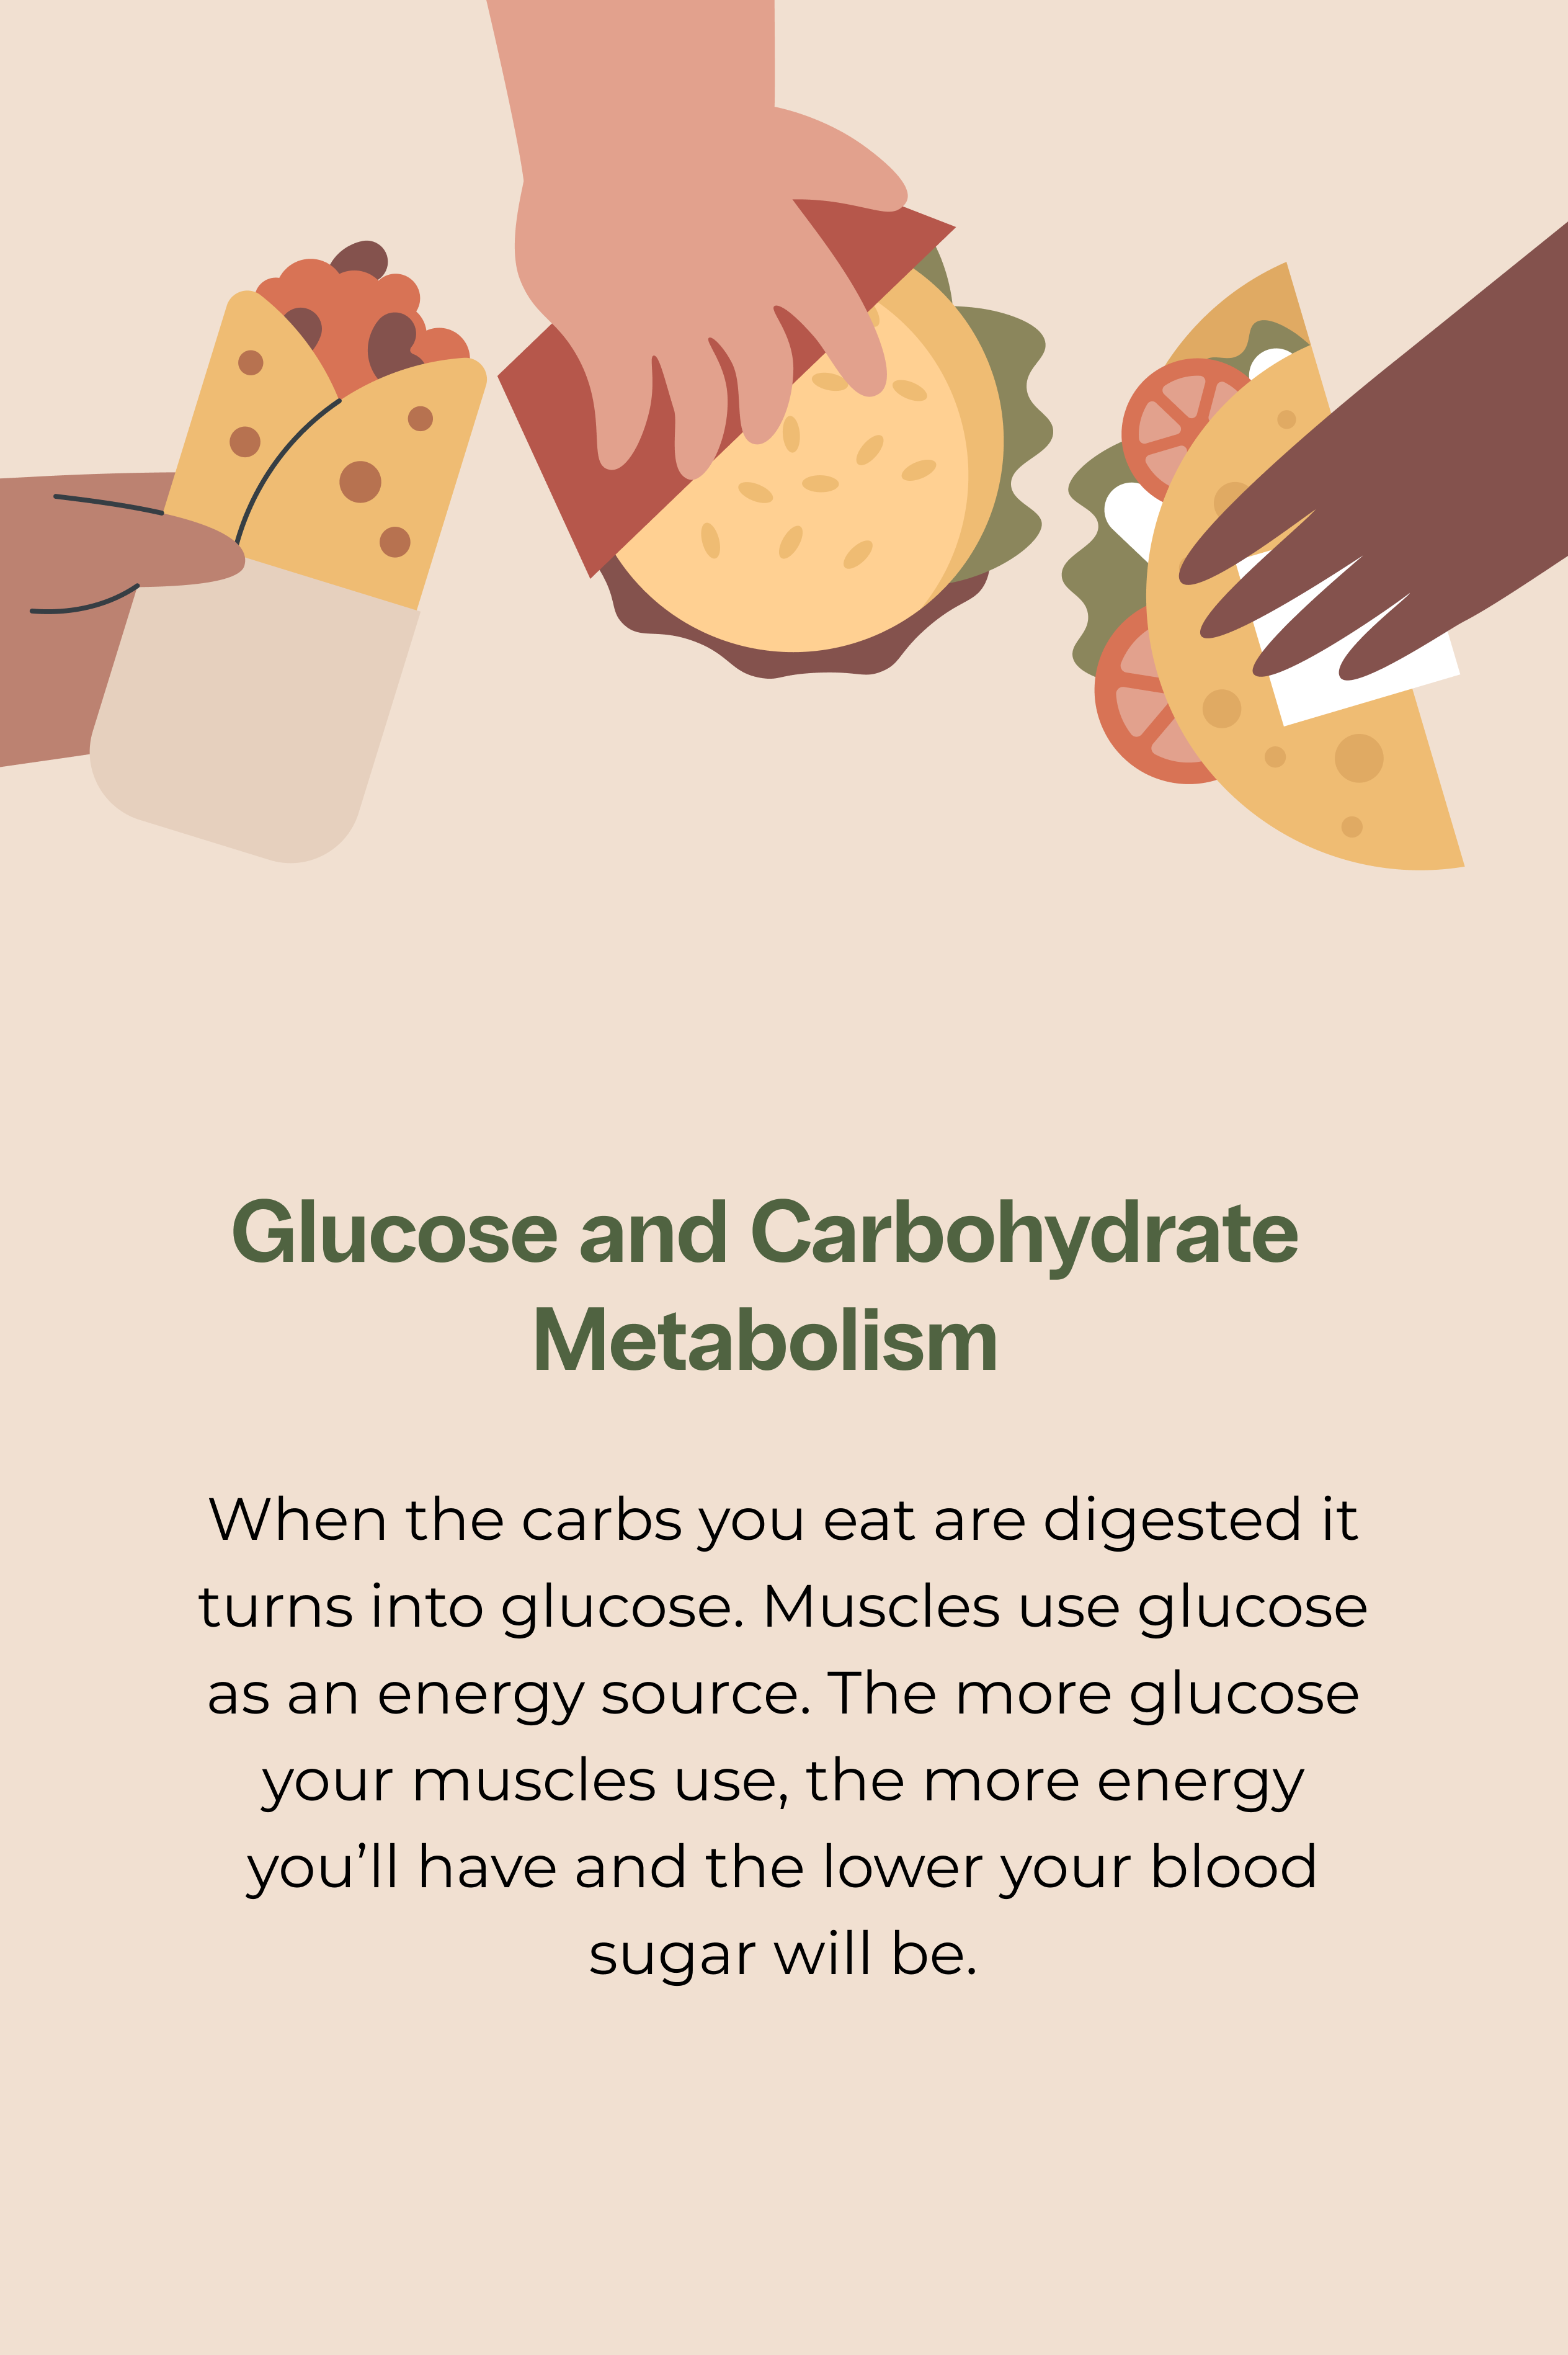 Glucose and Carbohydrate
Metabolism
When the carbs you eat are digested it
turns into glucose. Muscles use glucose
as an energy source. The more glucose
your muscles use, the more energy
you’ll have and the lower your blood
sugar will be.